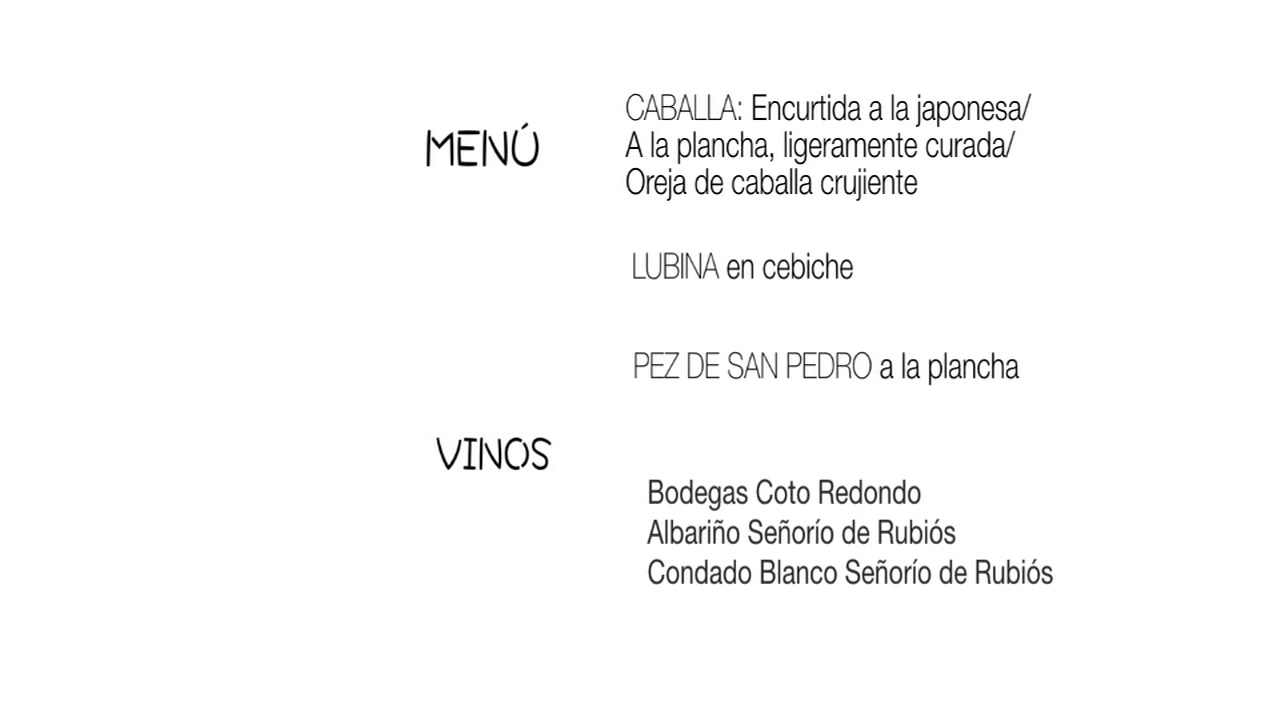 MENÚ
CABALLA: Encurtida a la japonesa/
A la plancha, ligeramente curada/
Oreja de caballa crujiente
LUBINA en cebiche
PEZ DE SAN PEDRO a la plancha
VINOS
Bodegas Coto Redondo
Albariño Señorío de Rubiós
Condado Blanco Señorío de Rubiós